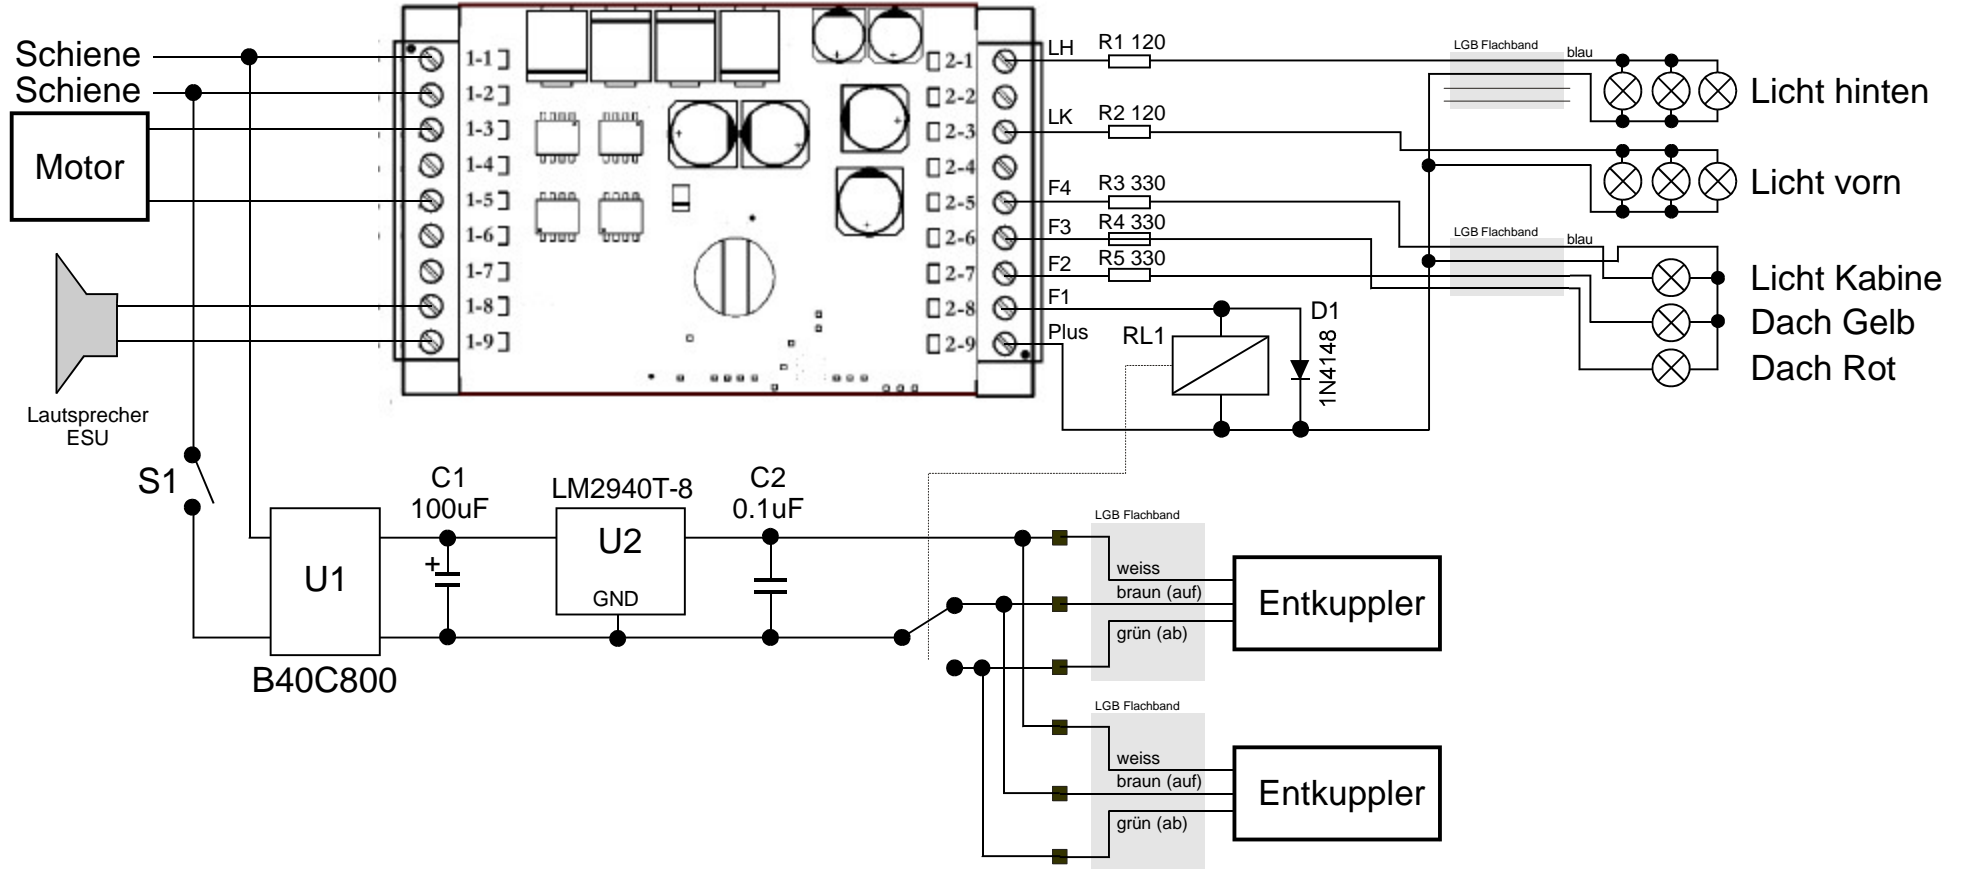 Schiene
Schiene
Motor
Lautsprecher
ESU
1-1
1-2
1-3
1-4
1-5
1-6
1-7
1-8
1-9
2-1
2-2
2-3
2-4
2-5
2-6
2-7
2-8
2-9
LH
R1 120
LK
R2 120
F4
R3 330
F3
R4 330
F2
R5 330
F1
Plus
RL1
D1
1N4148
LGB Flachband
blau
Licht hinten
Licht vorn
LGB Flachband
blau
Licht Kabine
Dach Gelb
Dach Rot
S1
U1
B40C800
C1
100uF
+
LM2940T-8
U2
GND
C2
0.1uF
LGB Flachband
weiss
braun (auf)
grün (ab)
Entkuppler
LGB Flachband
weiss
braun (auf)
grün (ab)
Entkuppler